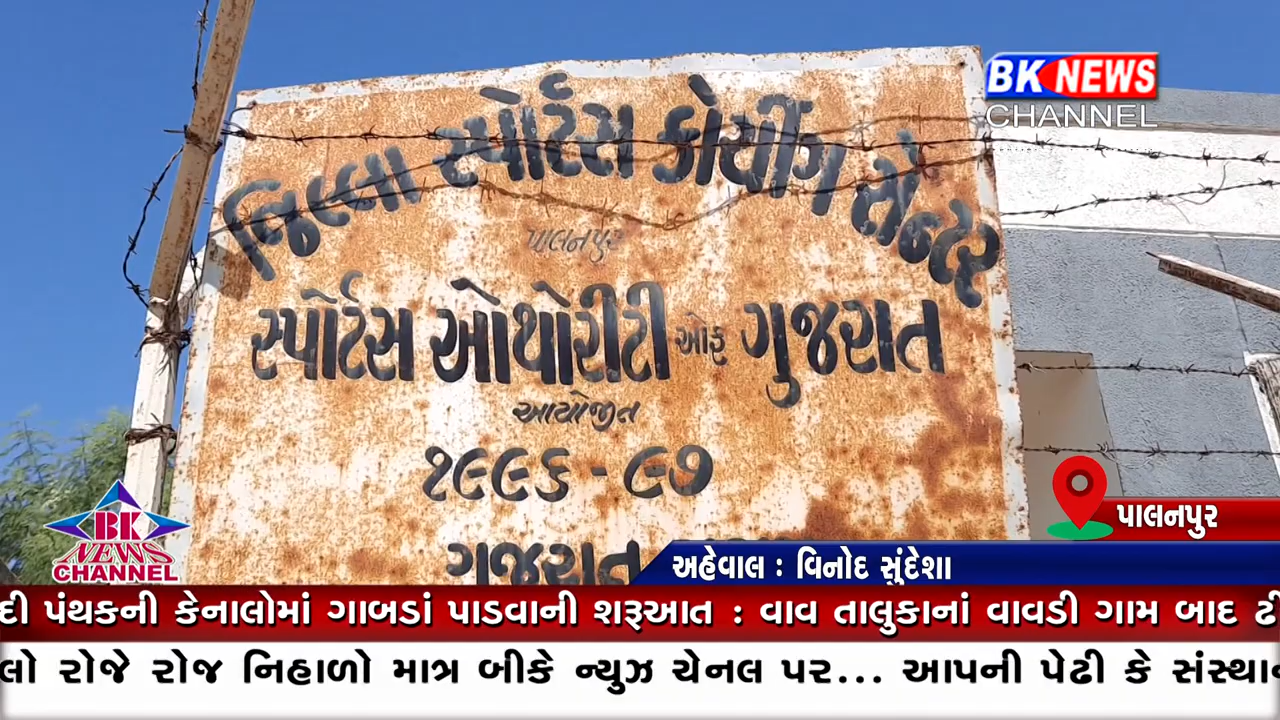 BK NEWS
CHANNEL
જિલ્લા સ્પોર્ટસ કોચીંગ સેન્ટર
પાલનપુર
સ્પોર્ટસ ઓથોરીટી ઓફ ગુજરાત
આયોજીત
૧૯૯૬ - ૯૭
ગુજરાત
પાલનપુર
BK
NEWS
CHANNEL
અહેવાલ : વિનોદ સુંદેશા
દી પંથકની કેનાલોમાં ગાબડાં પાડવાની શરૂઆત : વાવ તાલુકાનાં વાવડી ગામ બાદ ઢી
લો રોજે રોજ નિહાળો માત્ર બીકે ન્યુઝ ચેનલ પર... આપની પેઢી કે સંસ્થાન